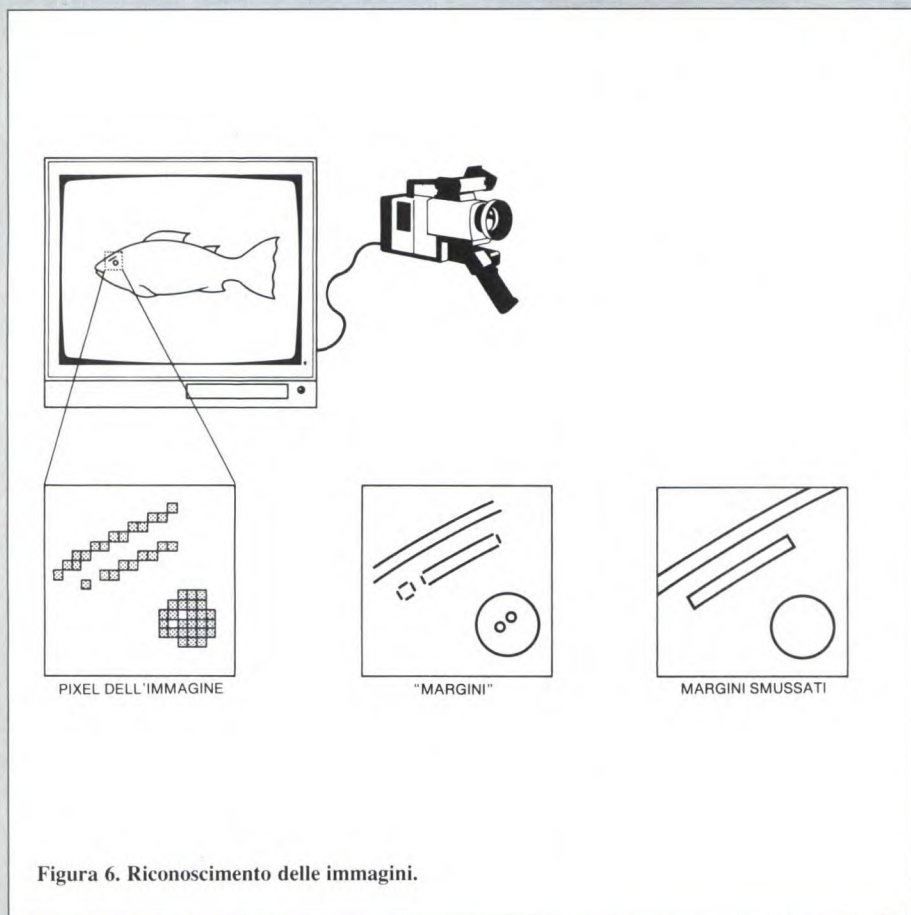 PIXEL DELL'IMMAGINE
"MARGINI"
MARGINI SMUSSATI
Figura 6. Riconoscimento delle immagini.